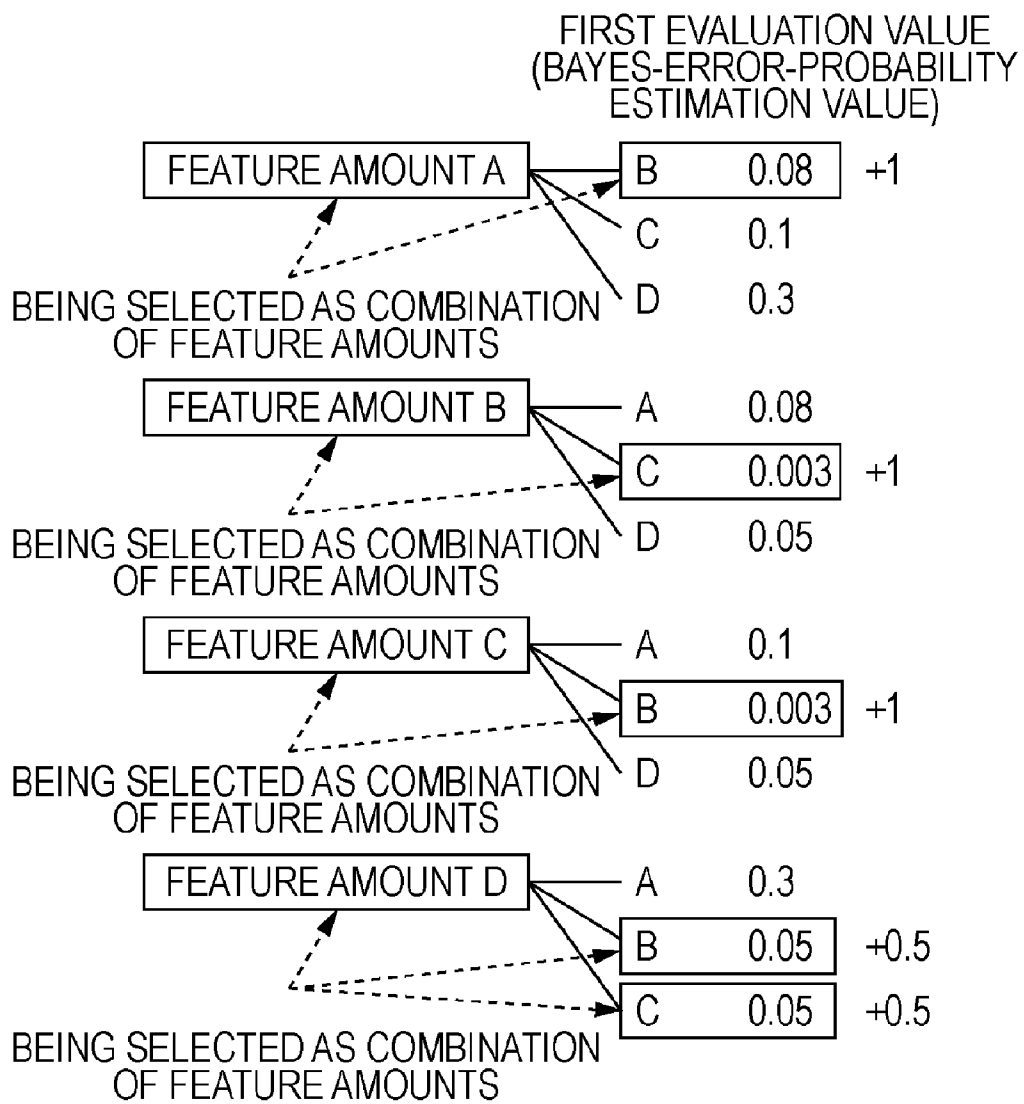 FIRST EVALUATION VALUE
(BAYES-ERROR-PROBABILITY
ESTIMATION VALUE)
FEATURE AMOUNT A
B 0.08 +1
C 0.1
D 0.3
BEING SELECTED AS COMBINATION
OF FEATURE AMOUNTS
FEATURE AMOUNT B
A 0.08
C 0.003 +1
D 0.05
BEING SELECTED AS COMBINATION
OF FEATURE AMOUNTS
FEATURE AMOUNT C
A 0.1
B 0.003 +1
D 0.05
BEING SELECTED AS COMBINATION
OF FEATURE AMOUNTS
FEATURE AMOUNT D
A 0.3
B 0.05 +0.5
C 0.05 +0.5
BEING SELECTED AS COMBINATION
OF FEATURE AMOUNTS